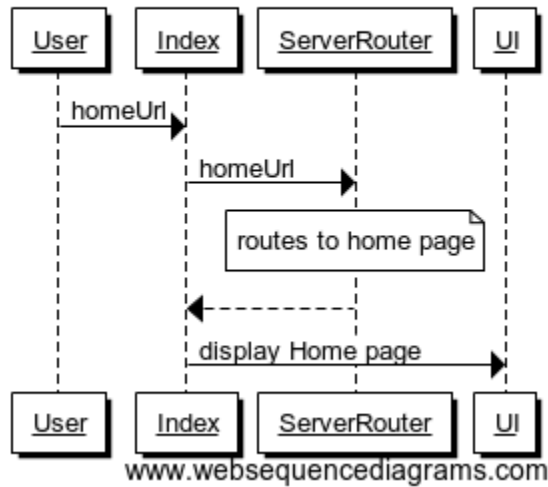 User Index ServerRouter UI
homeUrl
homeUrl
routes to home page
display Home page
User Index ServerRouter UI
www.websequencediagrams.com